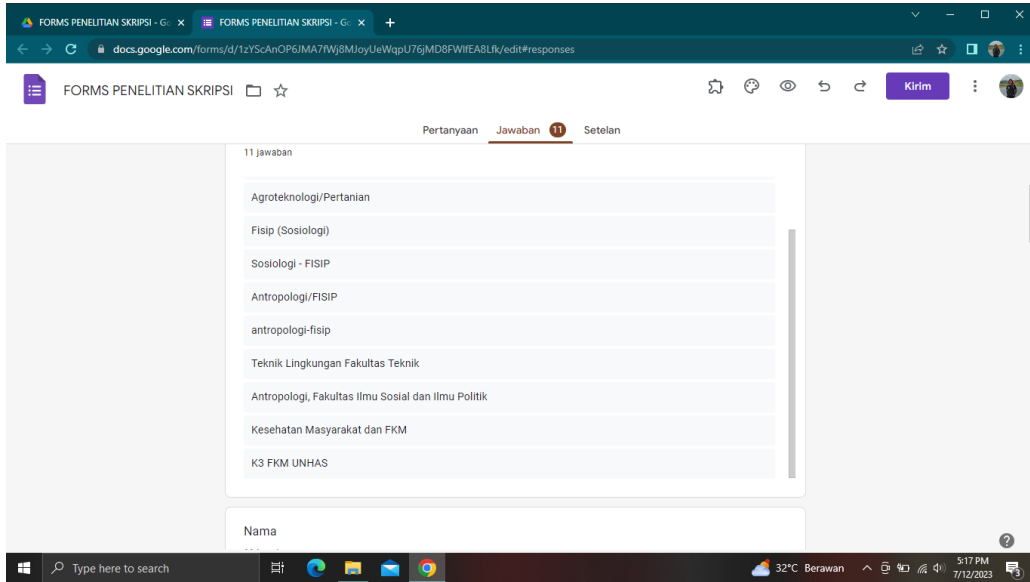 FORMS PENELITIAN SKRIPSI - Go
FORMS PENELITIAN SKRIPSI - Go
docs.google.com/forms/d/1zYScAnOP6JMA7fWj8MJoyUeWqpU76jMD8FWlfEA8Lfk/edit#responses
FORMS PENELITIAN SKRIPSI
Kirim
Pertanyaan Jawaban 11 Setelan
11 jawaban
Agroteknologi/Pertanian
Fisip (Sosiologi)
Sosiologi - FISIP
Antropologi/FISIP
antropologi-fisip
Teknik Lingkungan Fakultas Teknik
Antropologi, Fakultas Ilmu Sosial dan Ilmu Politik
Kesehatan Masyarakat dan FKM
K3 FKM UNHAS
Nama
Type here to search
32°C Berawan
5:17 PM
7/12/2023
3